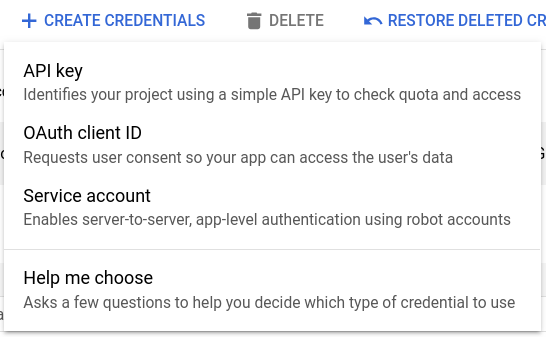 CREATE CREDENTIALS DELETE RESTORE DELETED CR
API key
Identifies your project using a simple API key to check quota and access
OAuth client ID
Requests user consent so your app can access the user's data
Service account
Enables server-to-server, app-level authentication using robot accounts
Help me choose
Asks a few questions to help you decide which type of credential to use